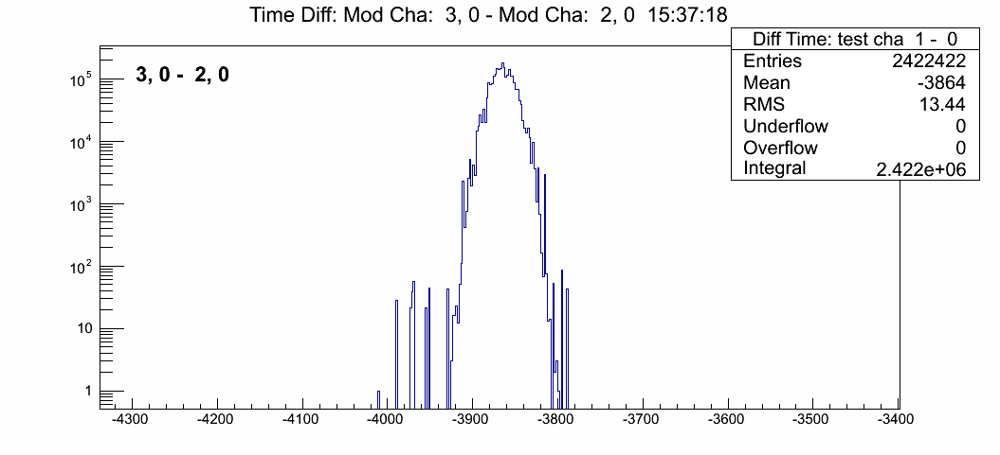 Time Diff: Mod Cha: 3, 0 - Mod Cha: 2, 0 15:37:18
3, 0 - 2, 0
Diff Time: test cha 1 - 0
Entries 2422422
Mean -3864
RMS 13.44
Underflow 0
Overflow 0
Integral 2.422e+06
10^5
10^4
10^3
10^2
10
1
-4300 -4200 -4100 -4000 -3900 -3800 -3700 -3600 -3500 -3400